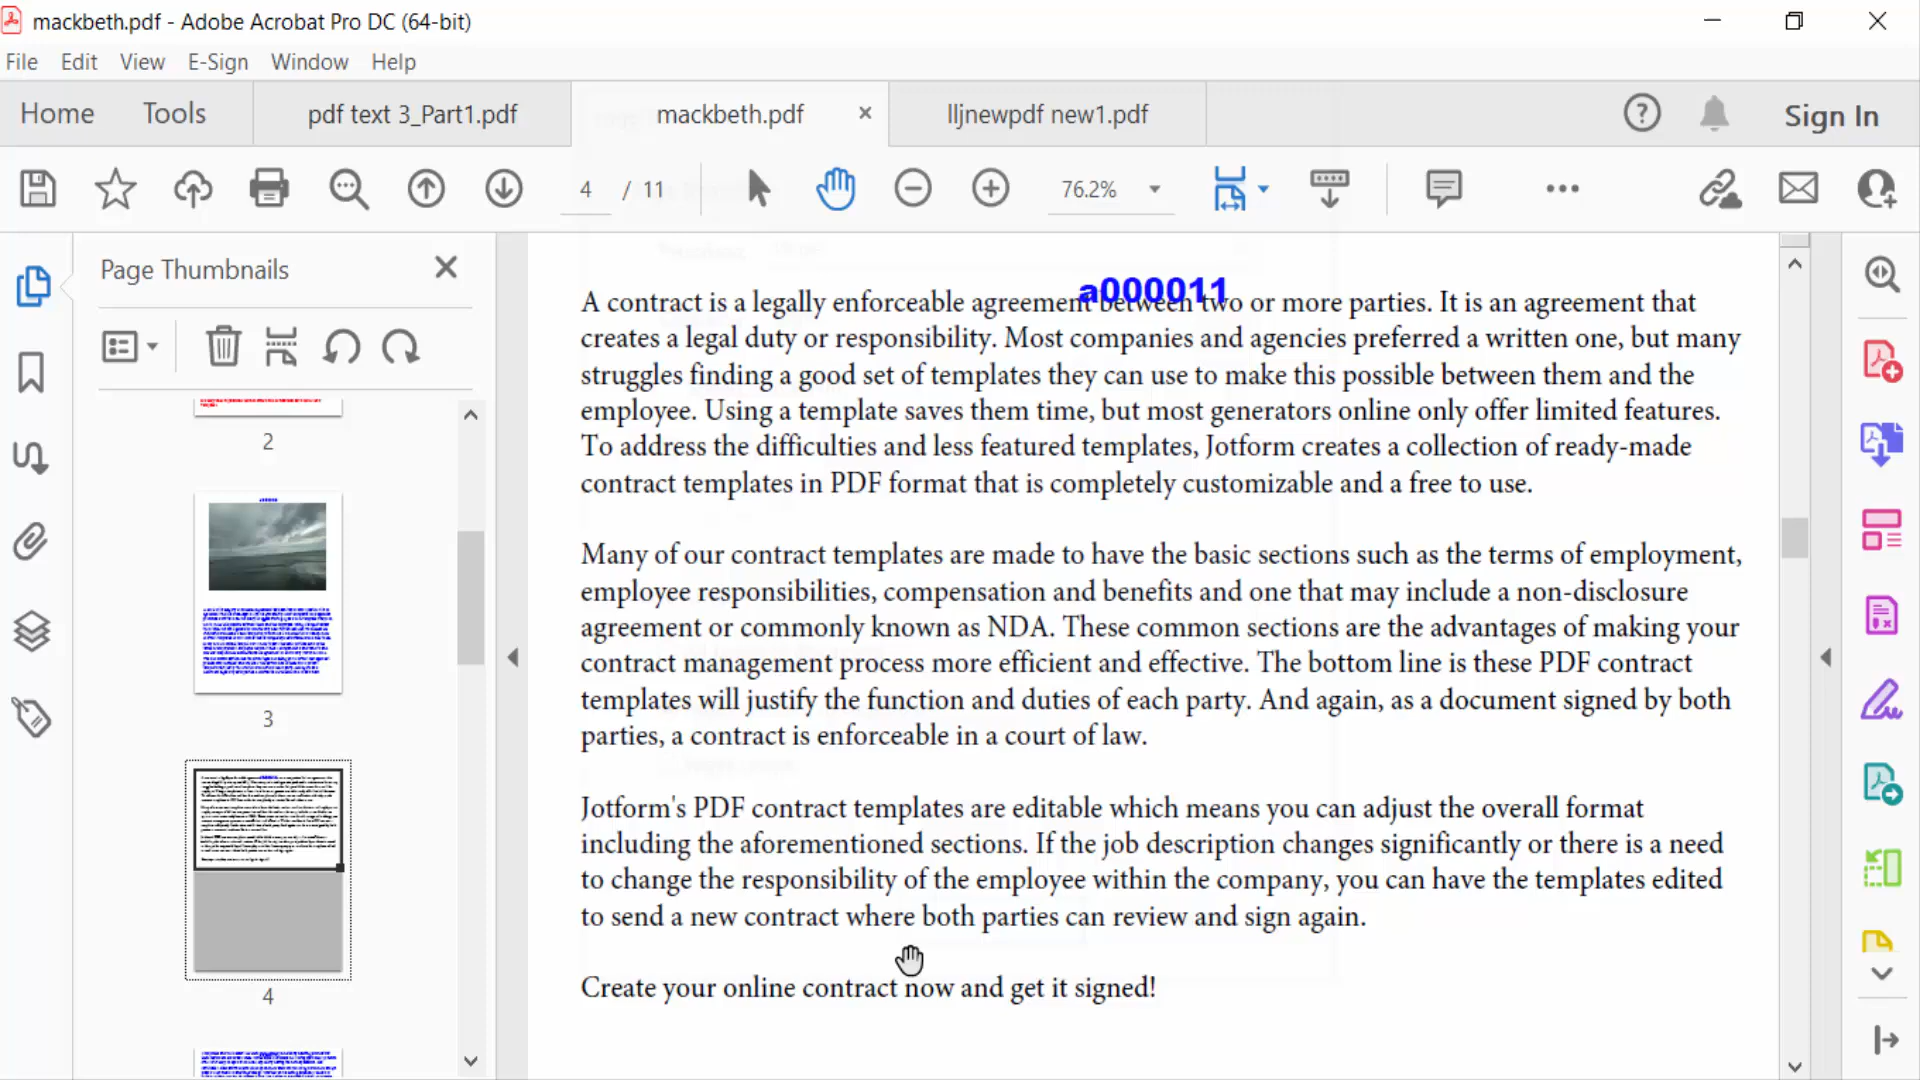 mackbeth.pdf - Adobe Acrobat Pro DC (64-bit)
File Edit View E-Sign Window Help
Home Tools pdf text 3_Part1.pdf mackbeth.pdf lljnewpdf new1.pdf Sign In
4 / 11 76.2%
Page Thumbnails
2
3
4
a000011
A contract is a legally enforceable agreement between two or more parties. It is an agreement that
creates a legal duty or responsibility. Most companies and agencies preferred a written one, but many
struggles finding a good set of templates they can use to make this possible between them and the
employee. Using a template saves them time, but most generators online only offer limited features.
To address the difficulties and less featured templates, Jotform creates a collection of ready-made
contract templates in PDF format that is completely customizable and a free to use.
Many of our contract templates are made to have the basic sections such as the terms of employment,
employee responsibilities, compensation and benefits and one that may include a non-disclosure
agreement or commonly known as NDA. These common sections are the advantages of making your
contract management process more efficient and effective. The bottom line is these PDF contract
templates will justify the function and duties of each party. And again, as a document signed by both
parties, a contract is enforceable in a court of law.
Jotform's PDF contract templates are editable which means you can adjust the overall format
including the aforementioned sections. If the job description changes significantly or there is a need
to change the responsibility of the employee within the company, you can have the templates edited
to send a new contract where both parties can review and sign again.
Create your online contract now and get it signed!